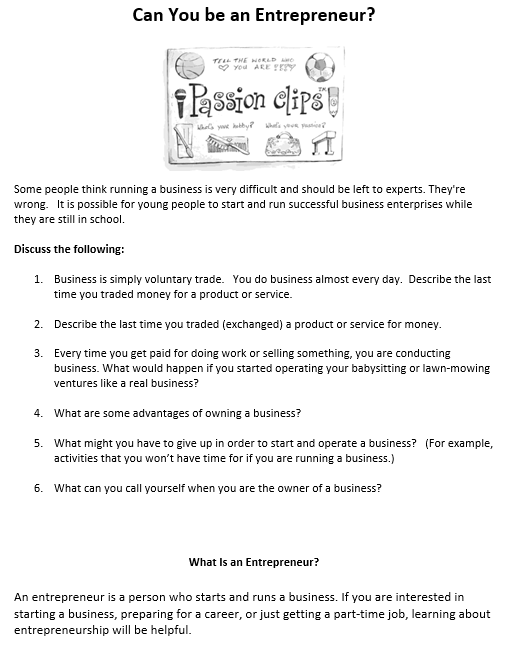 Can You be an Entrepreneur?
TELL THE WORLD WHO
YOU ARE
Passion clips TM
What's your hobby? What's your passion?
Some people think running a business is very difficult and should be left to experts. They're
wrong. It is possible for young people to start and run successful business enterprises while
they are still in school.
Discuss the following:
1. Business is simply voluntary trade. You do business almost every day. Describe the last
time you traded money for a product or service.
2. Describe the last time you traded (exchanged) a product or service for money.
3. Every time you get paid for doing work or selling something, you are conducting
business. What would happen if you started operating your babysitting or lawn-mowing
ventures like a real business?
4. What are some advantages of owning a business?
5. What might you have to give up in order to start and operate a business? (For example,
activities that you won't have time for if you are running a business.)
6. What can you call yourself when you are the owner of a business?
What Is an Entrepreneur?
An entrepreneur is a person who starts and runs a business. If you are interested in
starting a business, preparing for a career, or just getting a part-time job, learning about
entrepreneurship will be helpful.